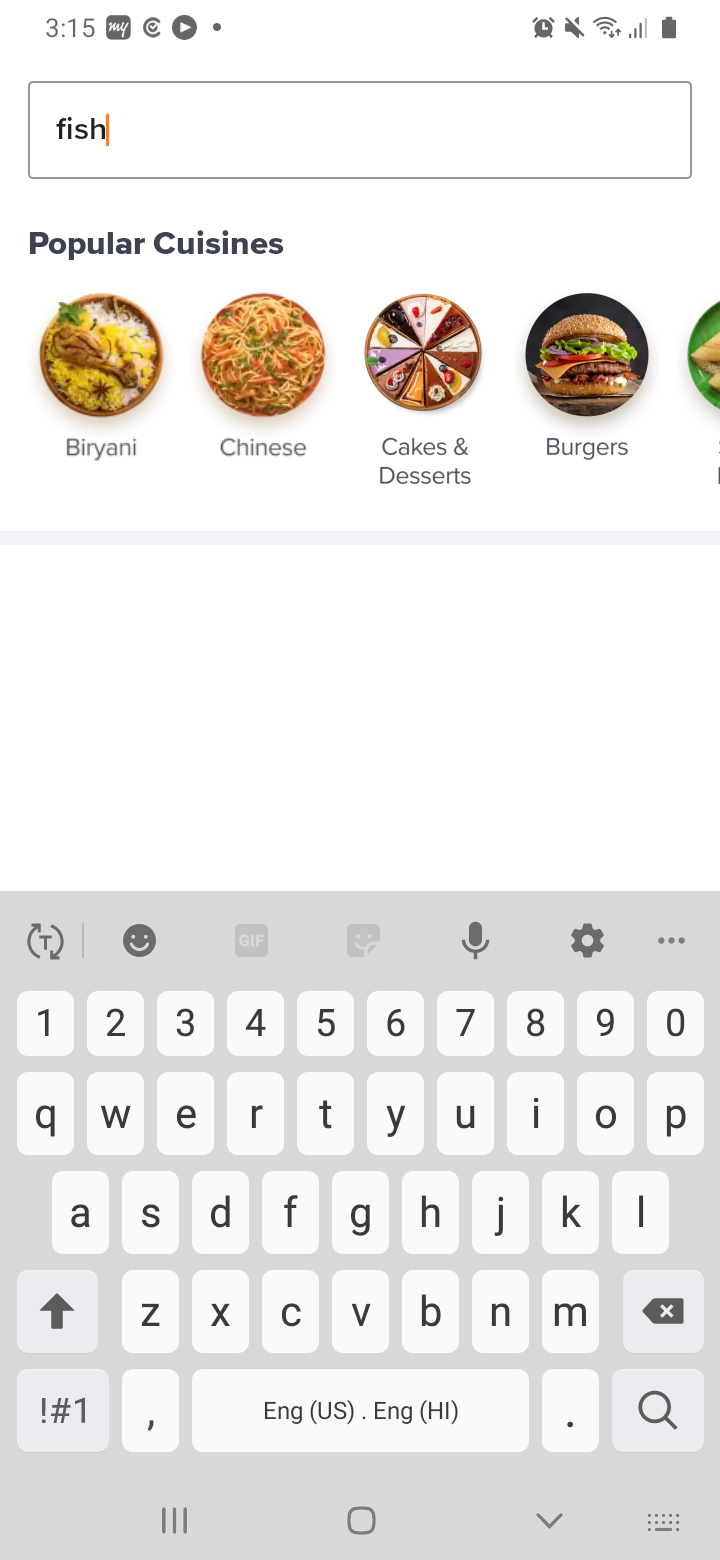 3:15 my
fish
Popular Cuisines
Biryani Chinese Cakes & Burgers
Desserts
T GIF
1 2 3 4 5 6 7 8 9 0
q w e r t y u i o p
a s d f g h j k l
z x c v b n m
!#1 , Eng (US) . Eng (HI) .